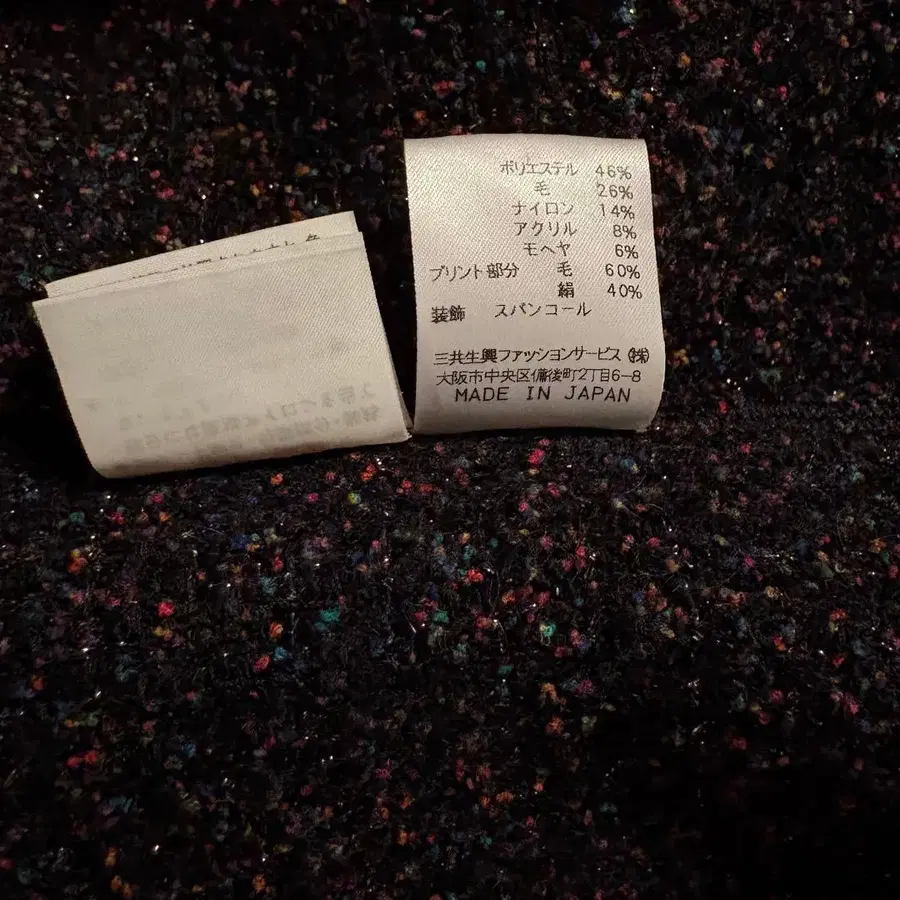 ポリエステル 46%
毛 26%
ナイロン 14%
アクリル 8%
モヘヤ 6%
プリント部分 毛 60%
絹 40%
装飾 スパンコール
三共生興ファッションサービス㈱
大阪市中央区備後町2丁目6-8
MADE IN JAPAN